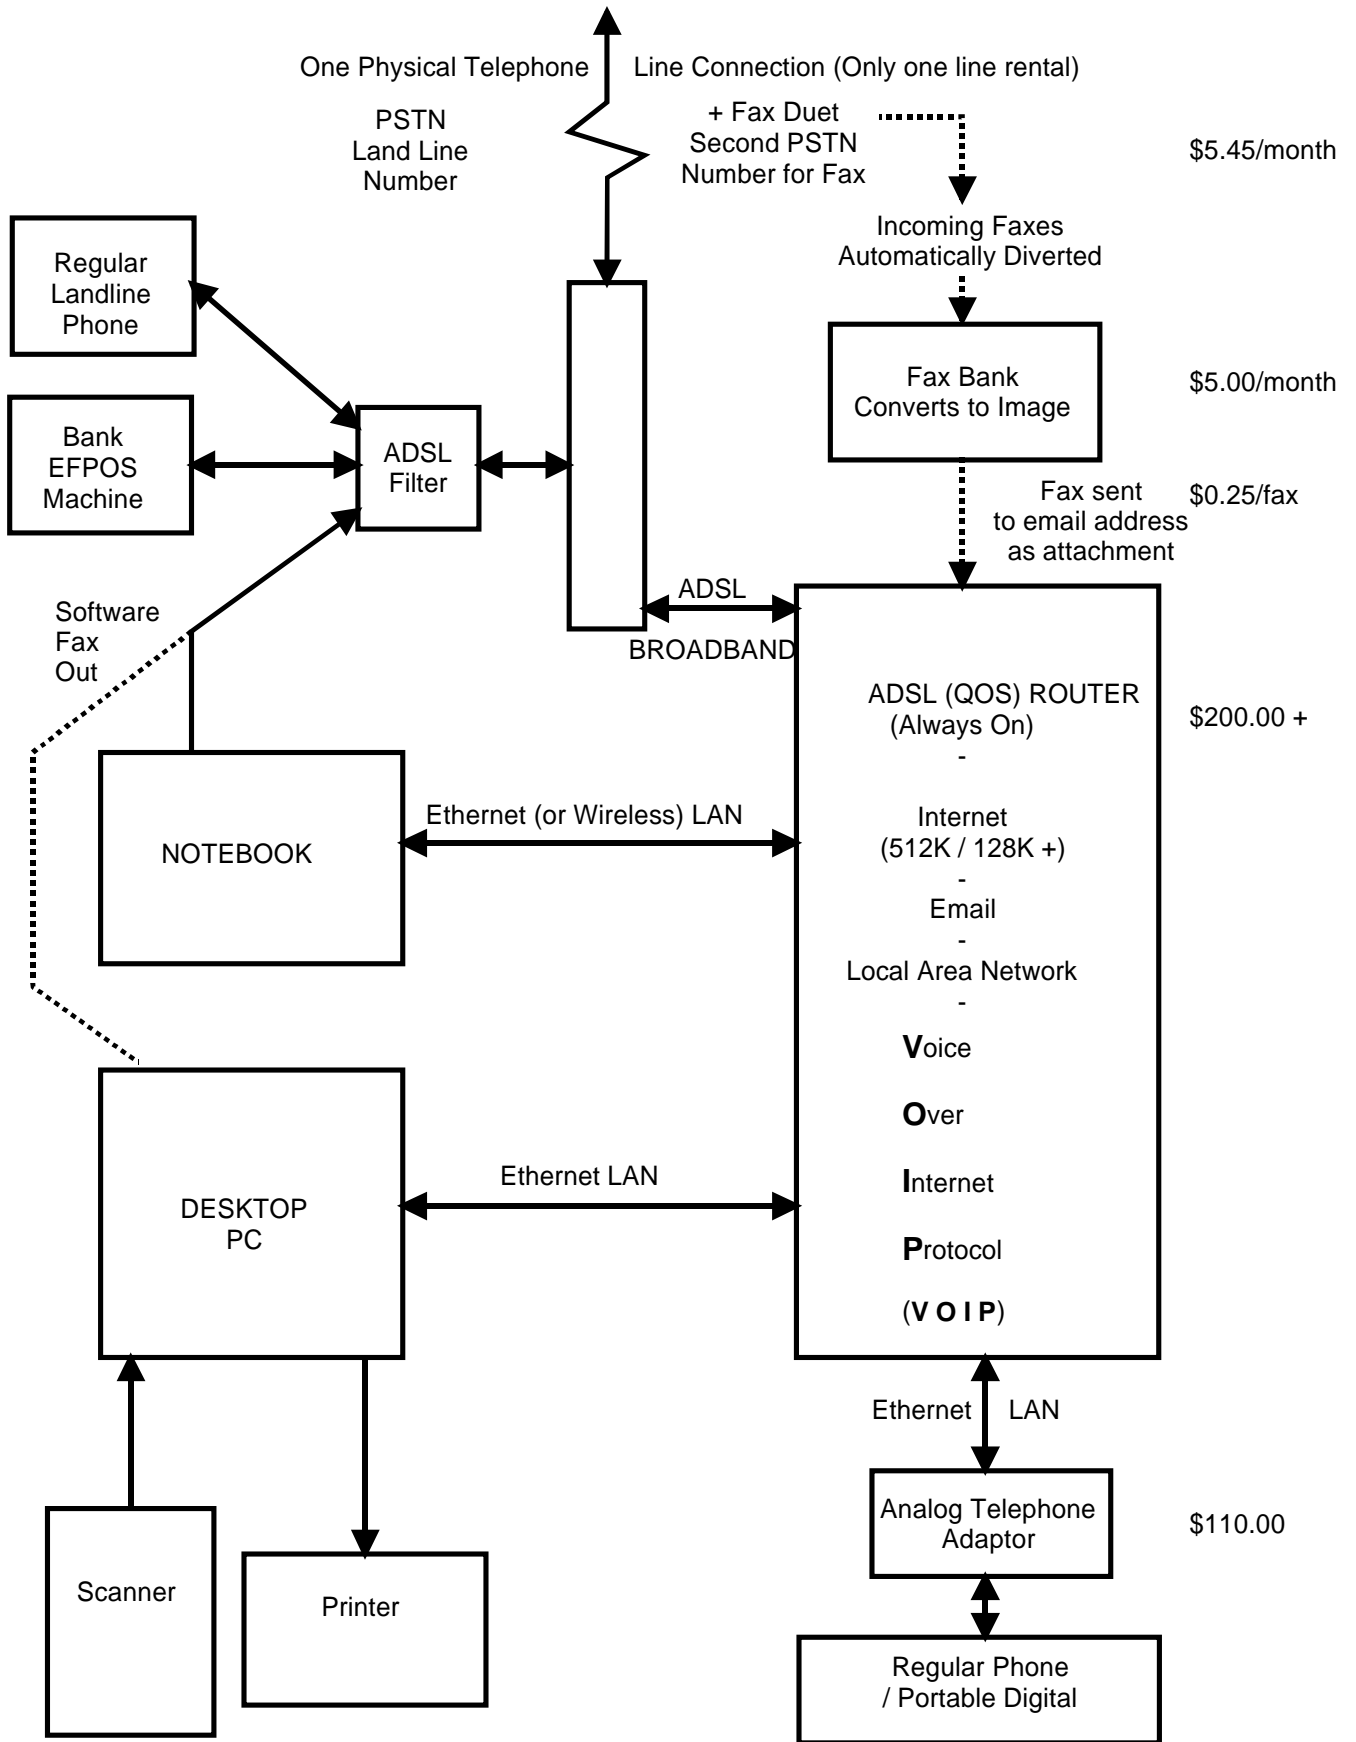 One Physical Telephone
Line Connection (Only one line rental)
PSTN
Land Line
Number
+ Fax Duet
Second PSTN
Number for Fax
$5.45/month
Incoming Faxes
Automatically Diverted
Regular
Landline
Phone
Fax Bank
Converts to Image
$5.00/month
Bank
EFPOS
Machine
ADSL
Filter
Fax sent
to email address
as attachment
$0.25/fax
ADSL
BROADBAND
Software
Fax
Out
ADSL (QOS) ROUTER
(Always On)
-
$200.00 +
Internet
(512K / 128K +)
-
Email
-
Local Area Network
-
Ethernet (or Wireless) LAN
NOTEBOOK
Voice
Over
Internet
Protocol
(V O I P)
Ethernet LAN
DESKTOP
PC
Ethernet LAN
Analog Telephone
Adaptor
$110.00
Scanner
Printer
Regular Phone
/ Portable Digital